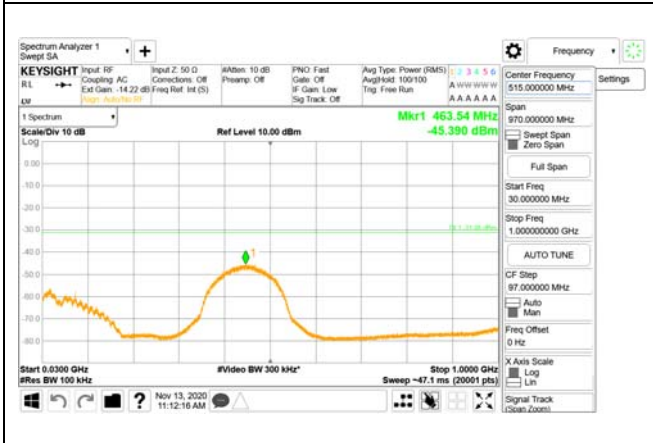 Spectrum Analyzer 1
Swept SA
Frequency
KEYSIGHT
RL
Input: RF
Coupling: AC
Ext Gain: -14.22 dB
Align: Auto/No RF
Input Z: 50 Ω
Corrections: Off
Freq Ref: Int (S)
#Atten: 10 dB
Preamp: Off
PNO: Fast
Gate: Off
IF Gain: Low
Sig Track: Off
Avg Type: Power (RMS)
Avg|Hold: 100/100
Trig: Free Run
1 2 3 4 5 6
A W W W W W
A A A A A A
1 Spectrum
Scale/Div 10 dB
Log
Ref Level 10.00 dBm
Mkr1 463.54 MHz
-45.390 dBm
0.00
-10.0
-20.0
-30.0
-40.0
-50.0
-60.0
-70.0
-80.0
1
Start 0.0300 GHz
#Res BW 100 kHz
#Video BW 300 kHz*
Stop 1.0000 GHz
Sweep ~47.1 ms (20001 pts)
Nov 13, 2020
11:12:16 AM
Center Frequency
515.000000 MHz
Settings
Span
970.000000 MHz
Swept Span
Zero Span
Full Span
Start Freq
30.000000 MHz
Stop Freq
1.000000000 GHz
AUTO TUNE
CF Step
97.000000 MHz
Auto
Man
Freq Offset
0 Hz
X Axis Scale
Log
Lin
Signal Track
(Span Zoom)